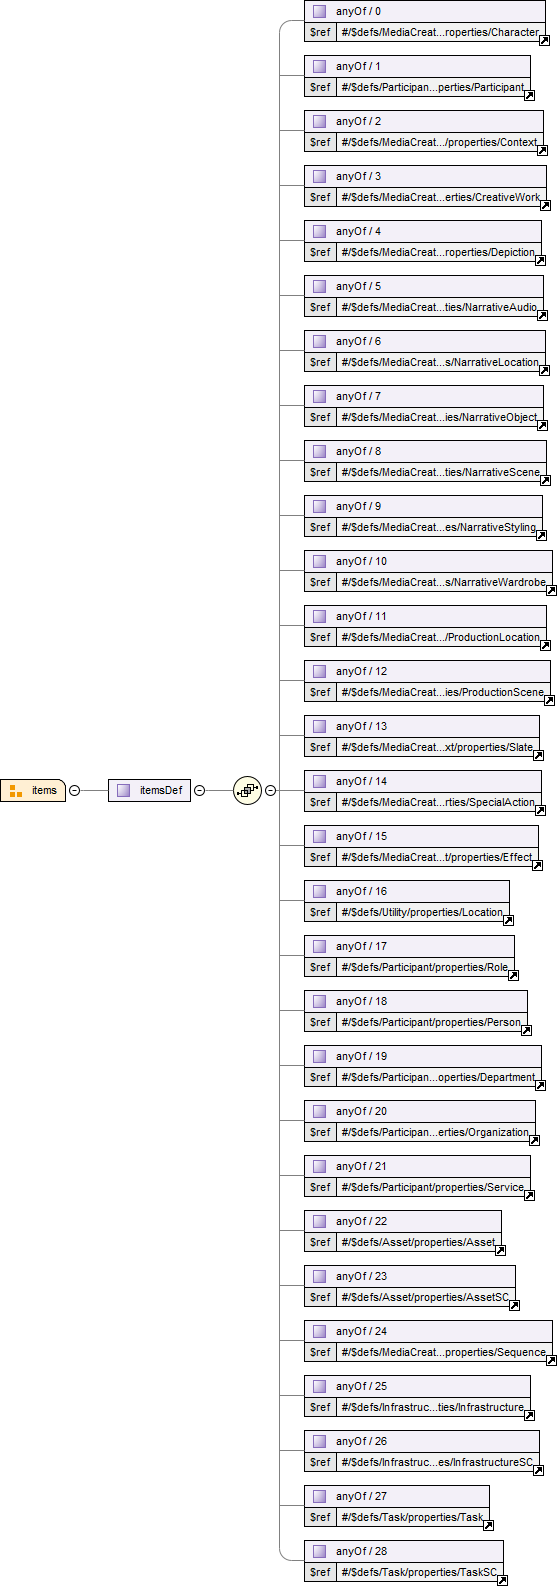 anyOf / 0
$ref #/$defs/MediaCreat...roperties/Character
anyOf / 1
$ref #/$defs/Participan...perties/Participant
anyOf / 2
$ref #/$defs/MediaCreat.../properties/Context
anyOf / 3
$ref #/$defs/MediaCreat...erties/CreativeWork
anyOf / 4
$ref #/$defs/MediaCreat...roperties/Depiction
anyOf / 5
$ref #/$defs/MediaCreat...ties/NarrativeAudio
anyOf / 6
$ref #/$defs/MediaCreat...s/NarrativeLocation
anyOf / 7
$ref #/$defs/MediaCreat...ies/NarrativeObject
anyOf / 8
$ref #/$defs/MediaCreat...ties/NarrativeScene
anyOf / 9
$ref #/$defs/MediaCreat...es/NarrativeStyling
anyOf / 10
$ref #/$defs/MediaCreat...s/NarrativeWardrobe
anyOf / 11
$ref #/$defs/MediaCreat.../ProductionLocation
anyOf / 12
$ref #/$defs/MediaCreat...ies/ProductionScene
anyOf / 13
$ref #/$defs/MediaCreat...xt/properties/Slate
items itemsDef
anyOf / 14
$ref #/$defs/MediaCreat...rties/SpecialAction
anyOf / 15
$ref #/$defs/MediaCreat...t/properties/Effect
anyOf / 16
$ref #/$defs/Utility/properties/Location
anyOf / 17
$ref #/$defs/Participant/properties/Role
anyOf / 18
$ref #/$defs/Participant/properties/Person
anyOf / 19
$ref #/$defs/Participan...operties/Department
anyOf / 20
$ref #/$defs/Participan...erties/Organization
anyOf / 21
$ref #/$defs/Participant/properties/Service
anyOf / 22
$ref #/$defs/Asset/properties/Asset
anyOf / 23
$ref #/$defs/Asset/properties/AssetSC
anyOf / 24
$ref #/$defs/MediaCreat...properties/Sequence
anyOf / 25
$ref #/$defs/Infrastruc...ties/Infrastructure
anyOf / 26
$ref #/$defs/Infrastruc...es/InfrastructureSC
anyOf / 27
$ref #/$defs/Task/properties/Task
anyOf / 28
$ref #/$defs/Task/properties/TaskSC